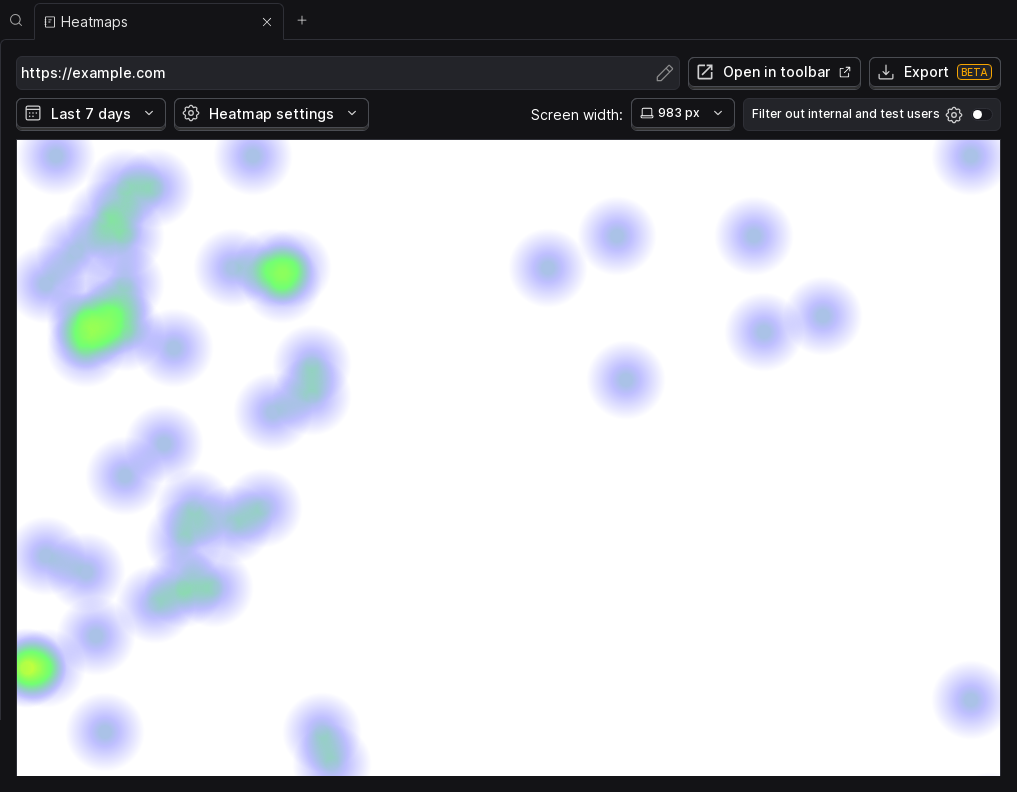 Heatmaps
https://example.com
Open in toolbar
Export BETA
Last 7 days
Heatmap settings
Screen width:
983 px
Filter out internal and test users